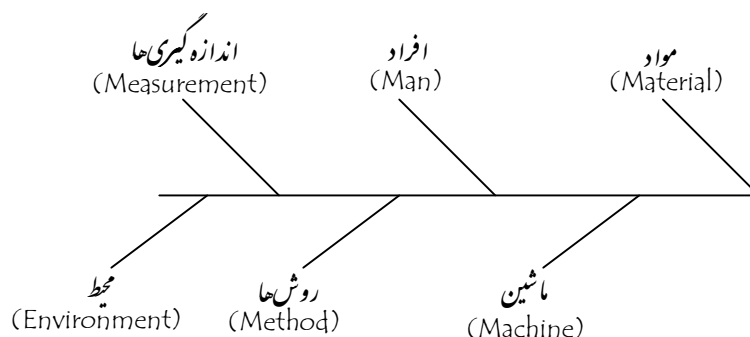 اندازه گیری‌ها
(Measurement)
افراد
(Man)
مواد
(Material)
محیط
(Environment)
روش‌ها
(Method)
ماشین
(Machine)